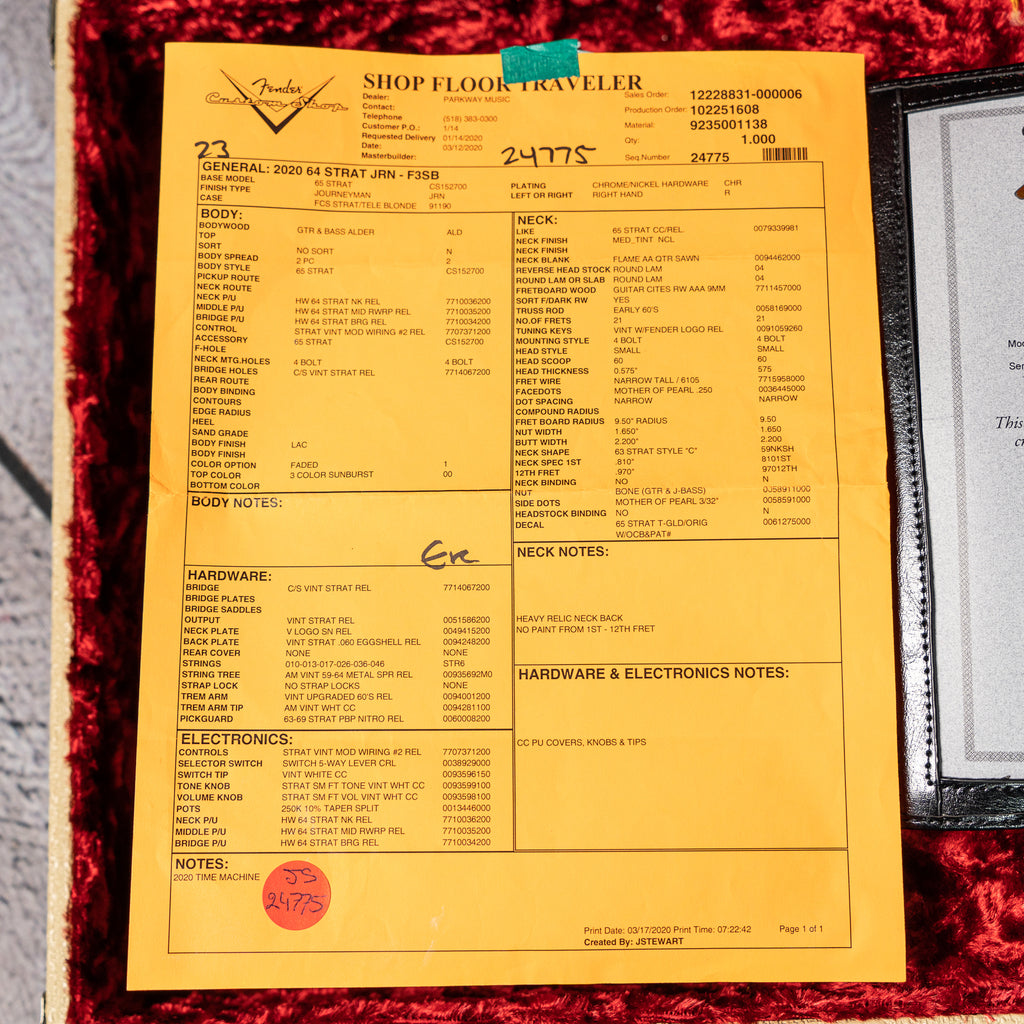 Fender
Custom Shop
SHOP FLOOR TRAVELER
Dealer: PARKWAY MUSIC
Contact:
Telephone (518) 383-0300
Customer P.O.: 1/14
Requested Delivery 01/14/2020
Date: 03/12/2020
Masterbuilder:
Sales Order: 12228831-000006
Production Order: 102251608
Material: 9235001138
Qty: 1.000
Seq.Number 24775
23
24775
GENERAL: 2020 64 STRAT JRN - F3SB
BASE MODEL 65 STRAT CS152700
FINISH TYPE JOURNEYMAN JRN
CASE FCS STRAT/TELE BLONDE 91190
PLATING CHROME/NICKEL HARDWARE CHR
LEFT OR RIGHT RIGHT HAND R
BODY:
BODYWOOD GTR & BASS ALDER ALD
TOP
SORT NO SORT N
BODY SPREAD 2 PC 2
BODY STYLE 65 STRAT CS152700
PICKUP ROUTE
NECK ROUTE
NECK P/U HW 64 STRAT NK REL 7710036200
MIDDLE P/U HW 64 STRAT MID RWRP REL 7710035200
BRIDGE P/U HW 64 STRAT BRG REL 7710034200
CONTROL STRAT VINT MOD WIRING #2 REL 7707371200
ACCESSORY 65 STRAT CS152700
F-HOLE
NECK MTG.HOLES 4 BOLT 4 BOLT
BRIDGE HOLES C/S VINT STRAT REL 7714067200
REAR ROUTE
BODY BINDING
CONTOURS
EDGE RADIUS
HEEL
SAND GRADE
BODY FINISH LAC
BODY FINISH
COLOR OPTION FADED 1
TOP COLOR 3 COLOR SUNBURST 00
BOTTOM COLOR
BODY NOTES:
HARDWARE:
BRIDGE C/S VINT STRAT REL 7714067200
BRIDGE PLATES
BRIDGE SADDLES
OUTPUT VINT STRAT REL 0051586200
NECK PLATE V LOGO SN REL 0049415200
BACK PLATE VINT STRAT .060 EGGSHELL REL 0094248200
REAR COVER NONE NONE
STRINGS 010-013-017-026-036-046 STR6
STRING TREE AM VINT 59-64 METAL SPR REL 00935692M0
STRAP LOCK NO STRAP LOCKS NONE
TREM ARM VINT UPGRADED 60'S REL 0094001200
TREM ARM TIP AM VINT WHT CC 0094281100
PICKGUARD 63-69 STRAT PBP NITRO REL 0060008200
ELECTRONICS:
CONTROLS STRAT VINT MOD WIRING #2 REL 7707371200
SELECTOR SWITCH SWITCH 5-WAY LEVER CRL 0038929000
SWITCH TIP VINT WHITE CC 0093596150
TONE KNOB STRAT SM FT TONE VINT WHT CC 0093599100
VOLUME KNOB STRAT SM FT VOL VINT WHT CC 0093598100
POTS 250K 10% TAPER SPLIT 0013446000
NECK P/U HW 64 STRAT NK REL 7710036200
MIDDLE P/U HW 64 STRAT MID RWRP REL 7710035200
BRIDGE P/U HW 64 STRAT BRG REL 7710034200
NECK:
LIKE 65 STRAT CC/REL 0079339981
NECK FINISH MED_TINT NCL
NECK FINISH
NECK BLANK FLAME AA QTR SAWN 0094462000
REVERSE HEAD STOCK ROUND LAM 04
ROUND LAM OR SLAB ROUND LAM 04
FRETBOARD WOOD GUITAR CITES RW AAA 9MM 7711457000
SORT F/DARK RW YES
TRUSS ROD EARLY 60'S 0058169000
NO.OF FRETS 21 21
TUNING KEYS VINT W/FENDER LOGO REL 0091059260
MOUNTING STYLE 4 BOLT 4 BOLT
HEAD STYLE SMALL SMALL
HEAD SCOOP 60 60
HEAD THICKNESS 0.575" 575
FRET WIRE NARROW TALL / 6105 7715958000
FACEDOTS MOTHER OF PEARL .250 0036445000
DOT SPACING NARROW NARROW
COMPOUND RADIUS
FRET BOARD RADIUS 9.50" RADIUS 9.50
NUT WIDTH 1.650" 1.650
BUTT WIDTH 2.200" 2.200
NECK SHAPE 63 STRAT STYLE "C" 59NKSH
NECK SPEC 1ST .810" 8101ST
12TH FRET .970" 97012TH
NECK BINDING NO N
NUT BONE (GTR & J-BASS) 0058911000
SIDE DOTS MOTHER OF PEARL 3/32" 0058591000
HEADSTOCK BINDING NO N
DECAL 65 STRAT T-GLD/ORIG 0061275000
W/OCB&PAT#
NECK NOTES:
HEAVY RELIC NECK BACK
NO PAINT FROM 1ST - 12TH FRET
HARDWARE & ELECTRONICS NOTES:
CC PU COVERS, KNOBS & TIPS
NOTES:
2020 TIME MACHINE
JS
24775
Print Date: 03/17/2020 Print Time: 07:22:42 Page 1 of 1
Created By: JSTEWART
Mod
Ser
This